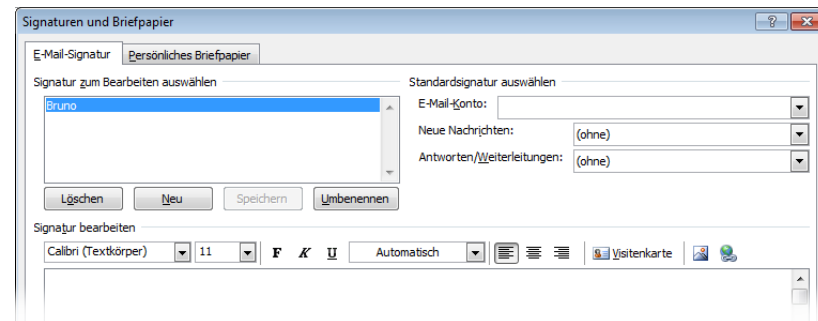 Signaturen und Briefpapier
E-Mail-Signatur Persönliches Briefpapier
Signatur zum Bearbeiten auswählen
Bruno
Löschen Neu Speichern Umbenennen
Standardsignatur auswählen
E-Mail-Konto:
Neue Nachrichten: (ohne)
Antworten/Weiterleitungen: (ohne)
Signatur bearbeiten
Calibri (Textkörper) 11 F K U Automatisch Visitenkarte